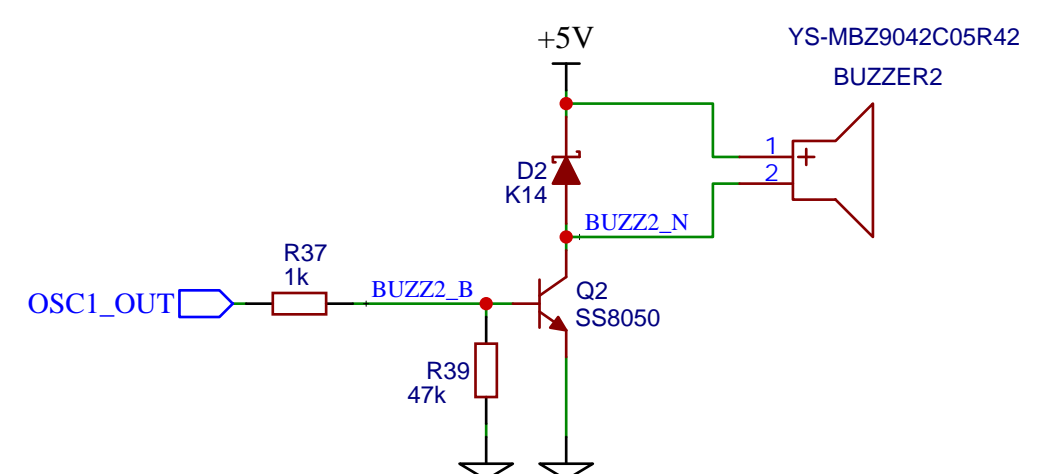 +5V
YS-MBZ9042C05R42
BUZZER2
1
+
2
D2
K14
BUZZ2_N
R37
1k
OSC1_OUT
BUZZ2_B
Q2
SS8050
R39
47k